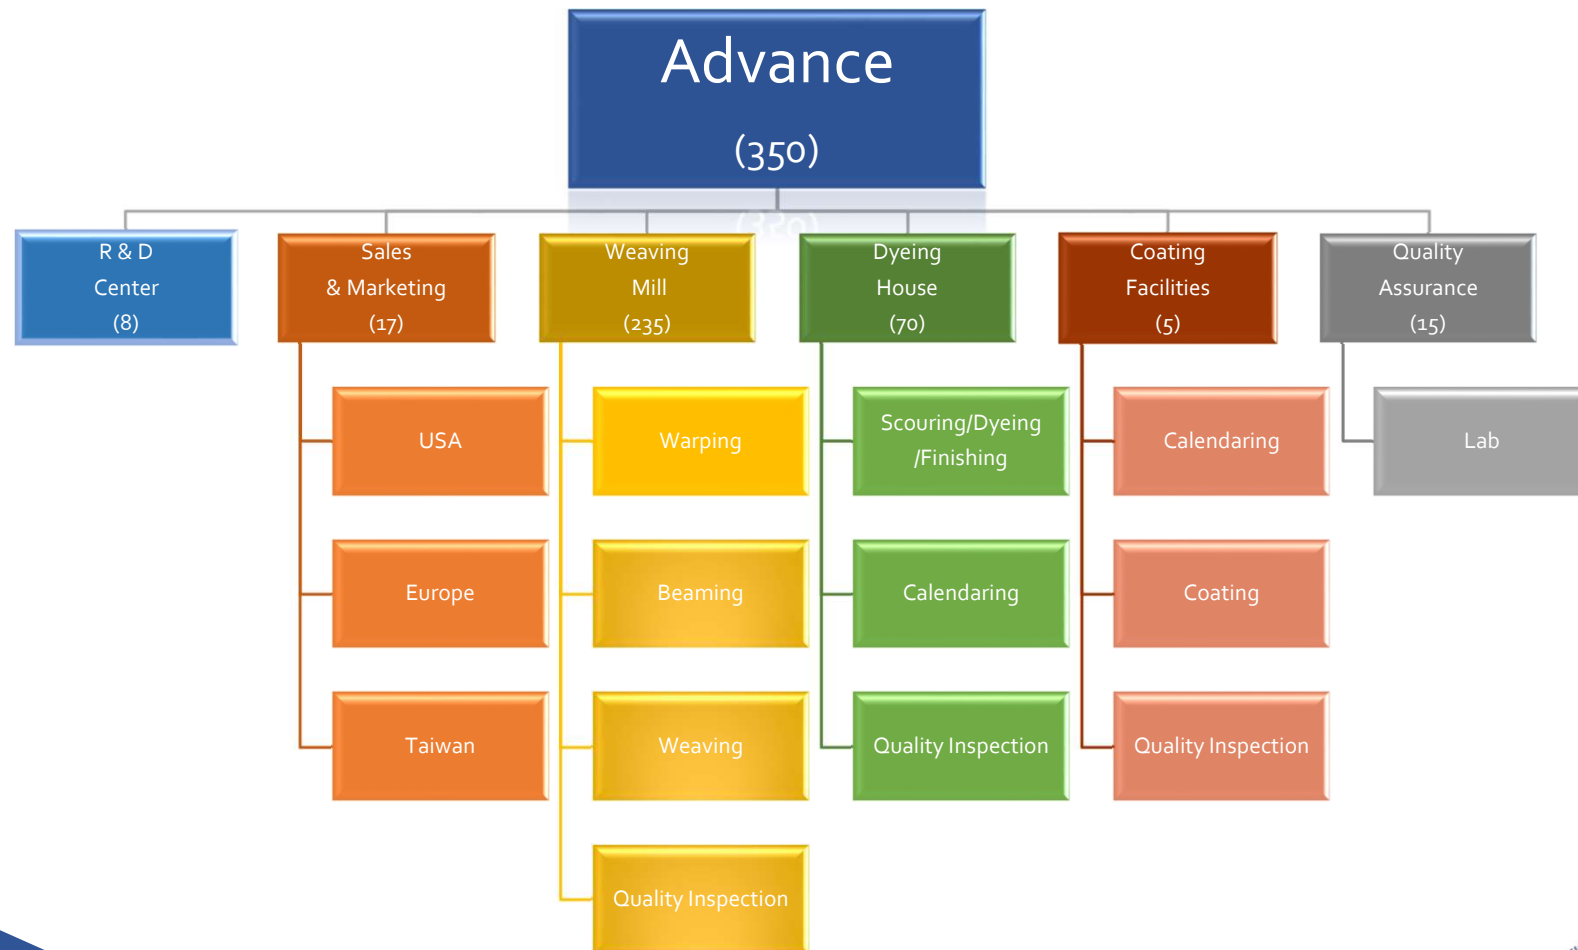 Advance
(350)
R & D
Center
(8)
Sales
& Marketing
(17)
Weaving
Mill
(235)
Dyeing
House
(70)
Coating
Facilities
(5)
Quality
Assurance
(15)
USA
Warping
Scouring/Dyeing
/Finishing
Calendaring
Lab
Europe
Beaming
Calendaring
Coating
Taiwan
Weaving
Quality Inspection
Quality Inspection
Quality Inspection